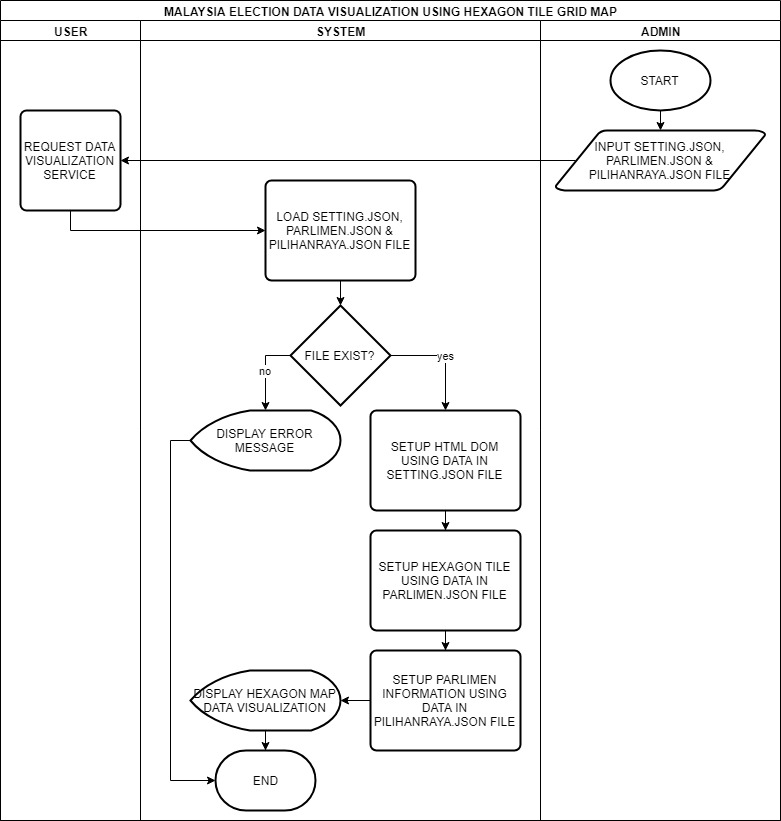 MALAYSIA ELECTION DATA VISUALIZATION USING HEXAGON TILE GRID MAP
USER
SYSTEM
ADMIN
START
INPUT SETTING.JSON,
PARLIMEN.JSON &
PILIHANRAYA.JSON FILE
REQUEST DATA
VISUALIZATION
SERVICE
LOAD SETTING.JSON,
PARLIMEN.JSON &
PILIHANRAYA.JSON FILE
FILE EXIST?
no
yes
DISPLAY ERROR
MESSAGE
SETUP HTML DOM
USING DATA IN
SETTING.JSON FILE
SETUP HEXAGON TILE
USING DATA IN
PARLIMEN.JSON FILE
SETUP PARLIMEN
INFORMATION USING
DATA IN
PILIHANRAYA.JSON FILE
DISPLAY HEXAGON MAP
DATA VISUALIZATION
END